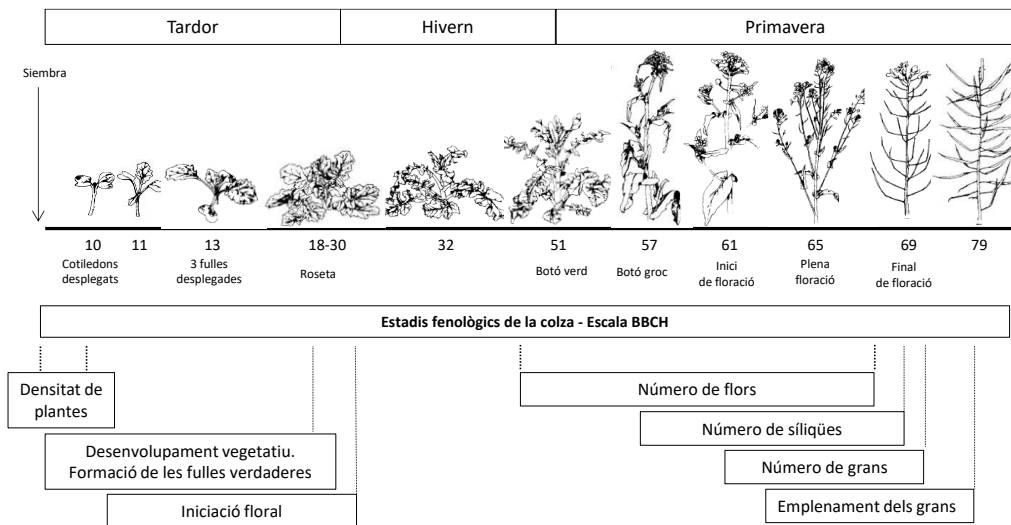 Tardor
Hivern
Primavera
Siembra
10
11
13
18-30
32
51
57
61
65
69
79
Cotiledons
desplegats
3 fulles
desplegades
Roseta
Botó verd
Botó groc
Inici
de floració
Plena
floració
Final
de floració
Estadis fenològics de la colza - Escala BBCH
Densitat de
plantes
Número de flors
Número de síliqües
Desenvolupament vegetatiu.
Formació de les fulles verdaderes
Número de grans
Iniciació floral
Emplenament dels grans